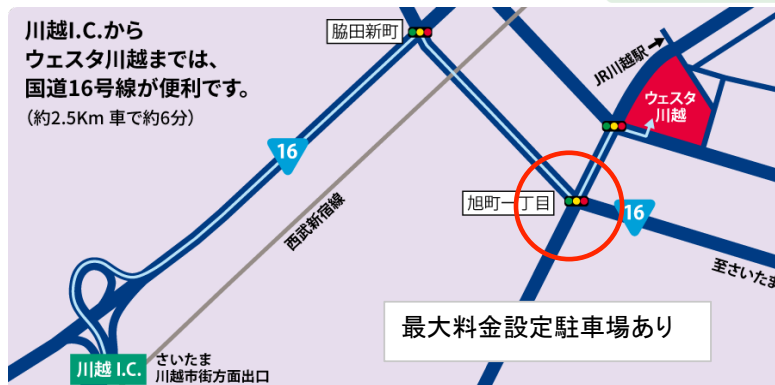 川越I.C.から
ウェスタ川越までは、
国道16号線が便利です。
（約2.5Km 車で約6分）
脇田新町
JR川越駅
ウェスタ
川越
16
西武新宿線
旭町一丁目
16
至さいたま
最大料金設定駐車場あり
川越 I.C.
さいたま
川越市街方面出口